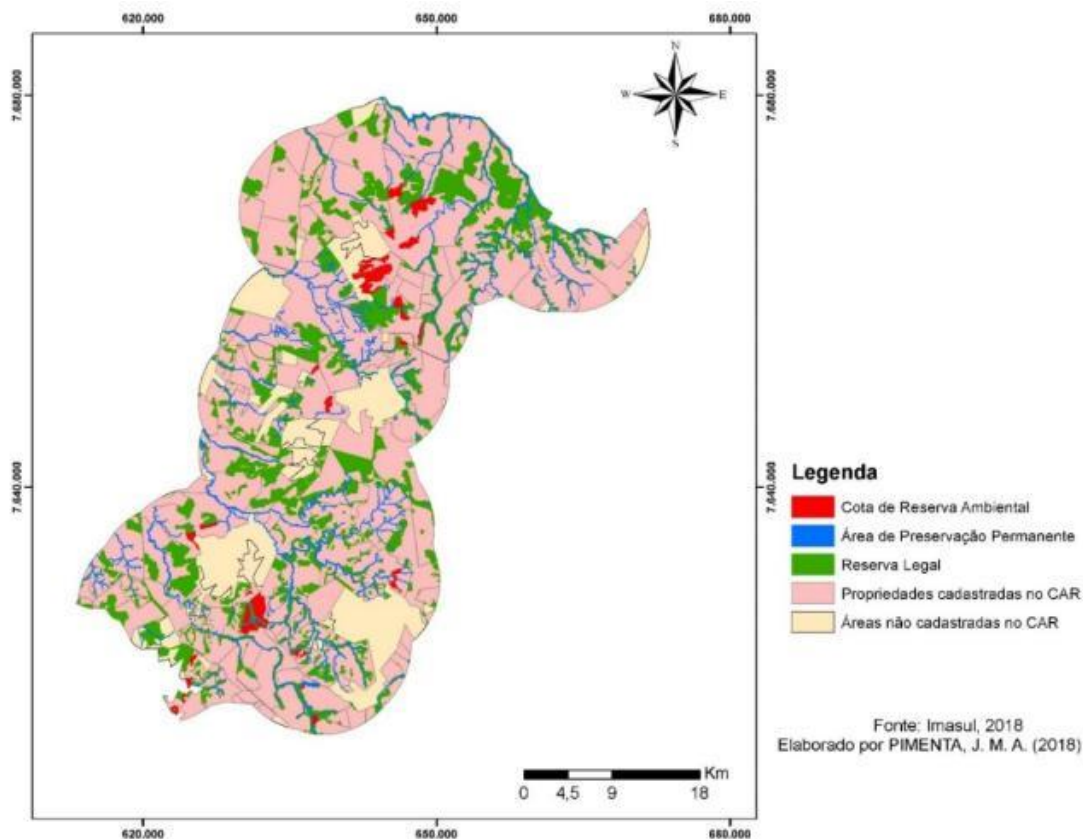 620.000
650.000
680.000
7.680.000
7.680.000
N
W
E
S
7.640.000
7.640.000
Legenda
Cota de Reserva Ambiental
Área de Preservação Permanente
Reserva Legal
Propriedades cadastradas no CAR
Áreas não cadastradas no CAR
Fonte: Imasul, 2018
Elaborado por PIMENTA, J. M. A. (2018)
Km
0 4,5 9 18
620.000
650.000
680.000